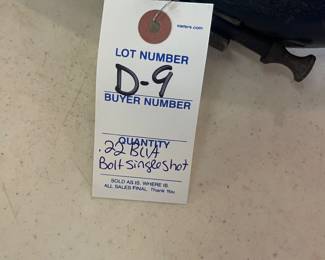 LOT NUMBER
D-9
BUYER NUMBER
QUANTITY
.22 
Bolt singleshot
SOLD AS IS. WHERE IS
ALL SALES FINAL. Thank You